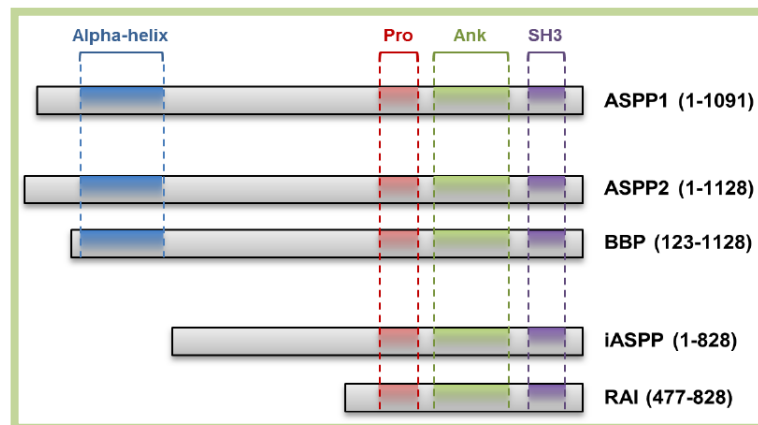 Alpha-helix Pro Ank SH3
ASPP1 (1-1091)
ASPP2 (1-1128)
BBP (123-1128)
iASPP (1-828)
RAI (477-828)